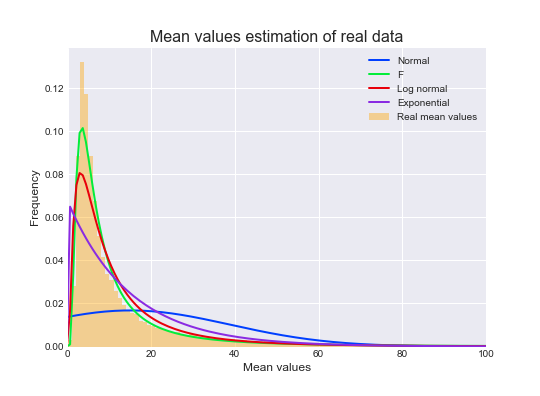 Mean values estimation of real data
Normal
F
Log normal
Exponential
Real mean values
Frequency
0.12
0.10
0.08
0.06
0.04
0.02
0.00
0 20 40 60 80 100
Mean values